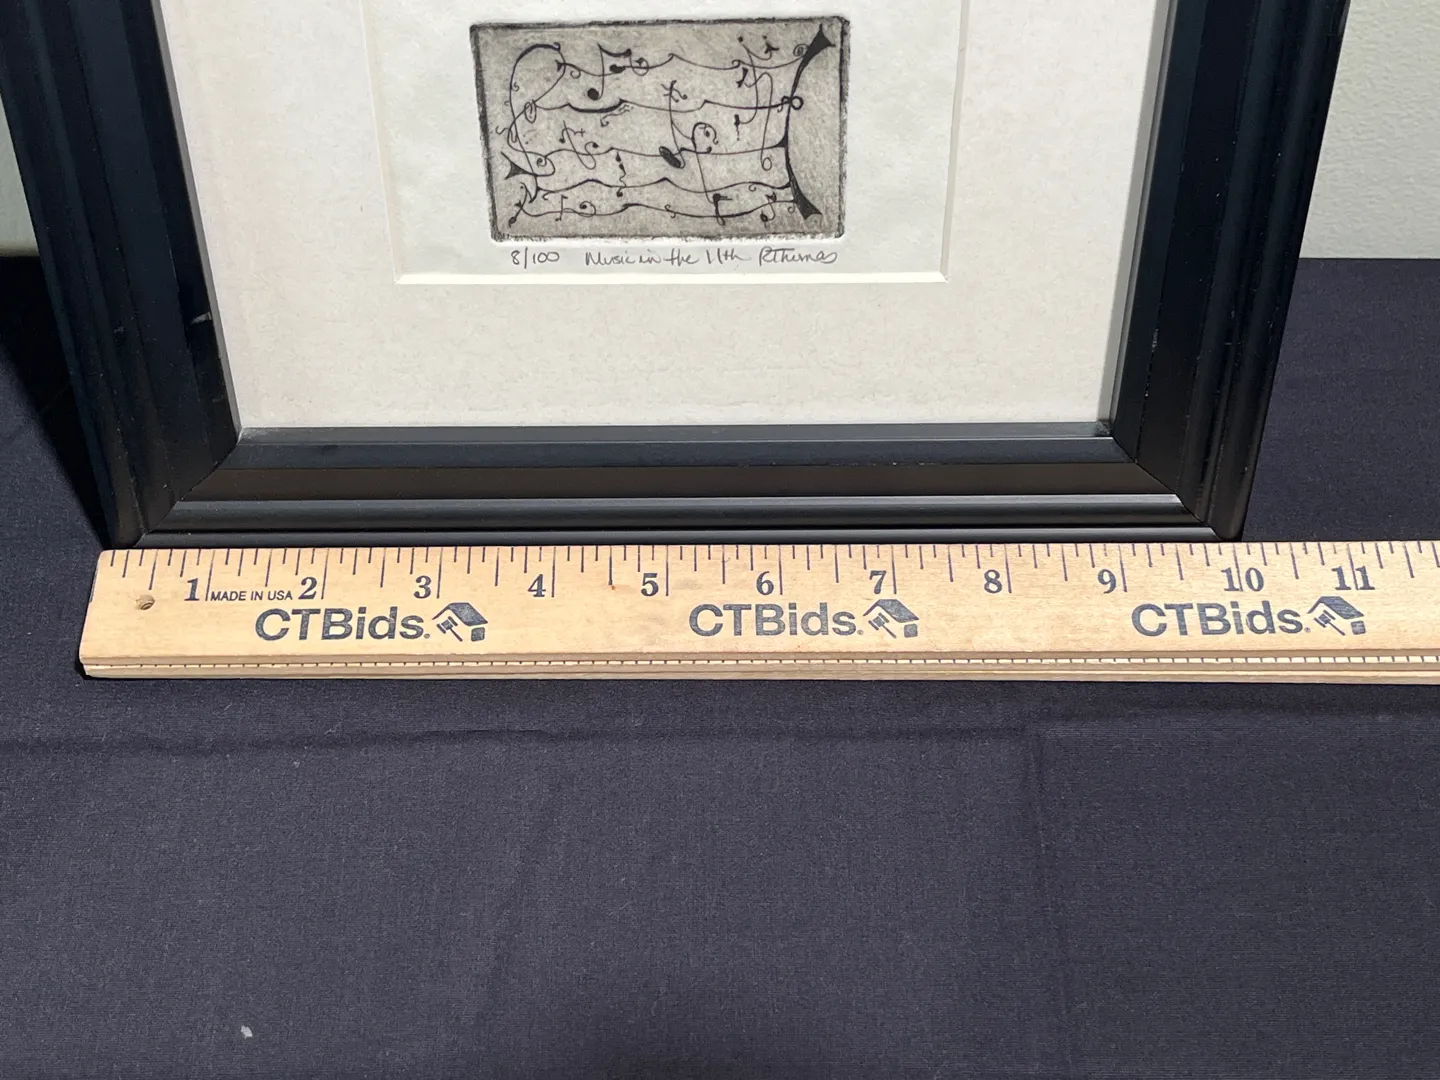 8/100 Music in the 11th
1 MADE IN USA 2 3 4 5 6 7 8 9 10 11
CTBids. CTBids. CTBids.